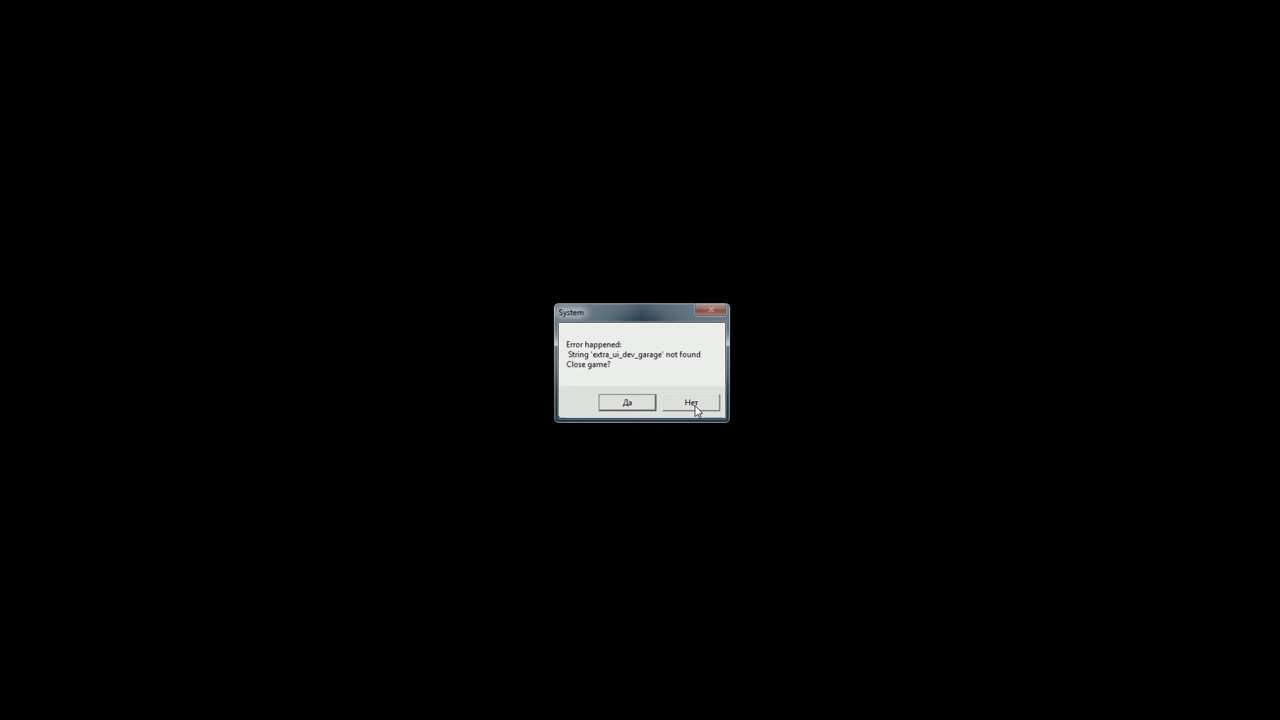 System
Error happened:
String 'extra_ui_dev_garage' not found
Close game?
Да Нет